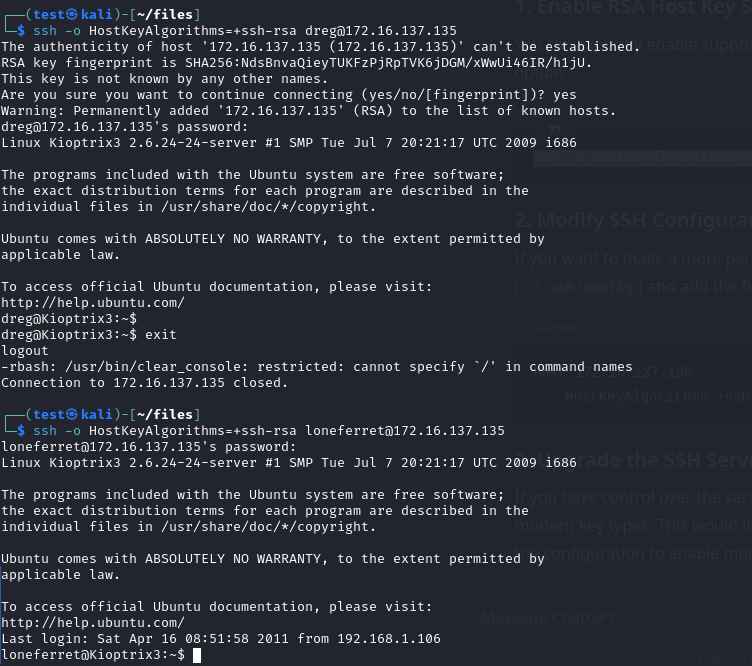 ┌──(test㉿kali)-[~/files]
└─$ ssh -o HostKeyAlgorithms=+ssh-rsa dreg@172.16.137.135
The authenticity of host '172.16.137.135 (172.16.137.135)' can't be established.
RSA key fingerprint is SHA256:NdsBnvaQieyTUKFzPjRpTVK6jDGM/xWwUi46IR/h1jU.
This key is not known by any other names.
Are you sure you want to continue connecting (yes/no/[fingerprint])? yes
Warning: Permanently added '172.16.137.135' (RSA) to the list of known hosts.
dreg@172.16.137.135's password:
Linux Kioptrix3 2.6.24-24-server #1 SMP Tue Jul 7 20:21:17 UTC 2009 i686

The programs included with the Ubuntu system are free software;
the exact distribution terms for each program are described in the
individual files in /usr/share/doc/*/copyright.

Ubuntu comes with ABSOLUTELY NO WARRANTY, to the extent permitted by
applicable law.

To access official Ubuntu documentation, please visit:
http://help.ubuntu.com/
dreg@Kioptrix3:~$
dreg@Kioptrix3:~$ exit
logout
-rbash: /usr/bin/clear_console: restricted: cannot specify `/' in command names
Connection to 172.16.137.135 closed.

┌──(test㉿kali)-[~/files]
└─$ ssh -o HostKeyAlgorithms=+ssh-rsa loneferret@172.16.137.135
loneferret@172.16.137.135's password:
Linux Kioptrix3 2.6.24-24-server #1 SMP Tue Jul 7 20:21:17 UTC 2009 i686

The programs included with the Ubuntu system are free software;
the exact distribution terms for each program are described in the
individual files in /usr/share/doc/*/copyright.

Ubuntu comes with ABSOLUTELY NO WARRANTY, to the extent permitted by
applicable law.

To access official Ubuntu documentation, please visit:
http://help.ubuntu.com/
Last login: Sat Apr 16 08:51:58 2011 from 192.168.1.106
loneferret@Kioptrix3:~$
1. Enable RSA Host Key S
enable suppo
option.
2. Modify SSH Configurat
If you want to make a more per
( ~/.ssh/config ) and add the fo
plaintext
172.16.137.135
HostKeyAlgorithms +ssh
Upgrade the SSH Serve
If you have control over the serv
modern key types. This would i
the configuration to enable mo
Message ChatGPT
ChatGPT